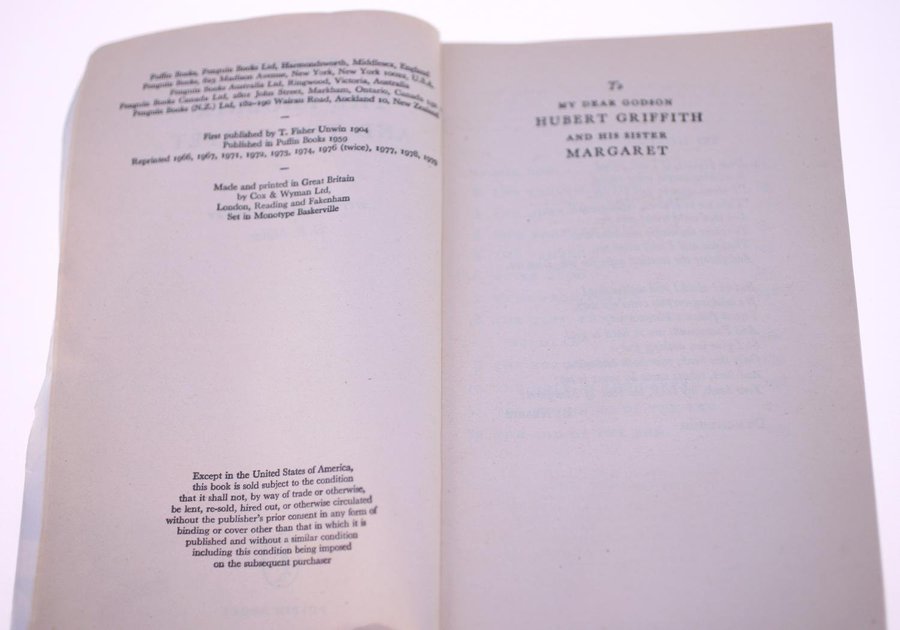 Puffin Books, Penguin Books Ltd, Harmondsworth, Middlesex, England
Penguin Books, 625 Madison Avenue, New York, New York 10022, U.S.A.
Penguin Books Australia Ltd, Ringwood, Victoria, Australia
Penguin Books Canada Ltd, 2801 John Street, Markham, Ontario, Canada
Penguin Books (N.Z.) Ltd, 182-190 Wairau Road, Auckland 10, New Zealand
—
First published by T. Fisher Unwin 1904
Published in Puffin Books 1959
Reprinted 1966, 1967, 1971, 1972, 1973, 1974, 1976 (twice), 1977, 1978, 1979
—
Made and printed in Great Britain
by Cox & Wyman Ltd,
London, Reading and Fakenham
Set in Monotype Baskerville
Except in the United States of America,
this book is sold subject to the condition
that it shall not, by way of trade or otherwise,
be lent, re-sold, hired out, or otherwise circulated
without the publisher's prior consent in any form of
binding or cover other than that in which it is
published and without a similar condition
including this condition being imposed
on the subsequent purchaser
To
MY DEAR GODSON
HUBERT GRIFFITH
AND HIS SISTER
MARGARET